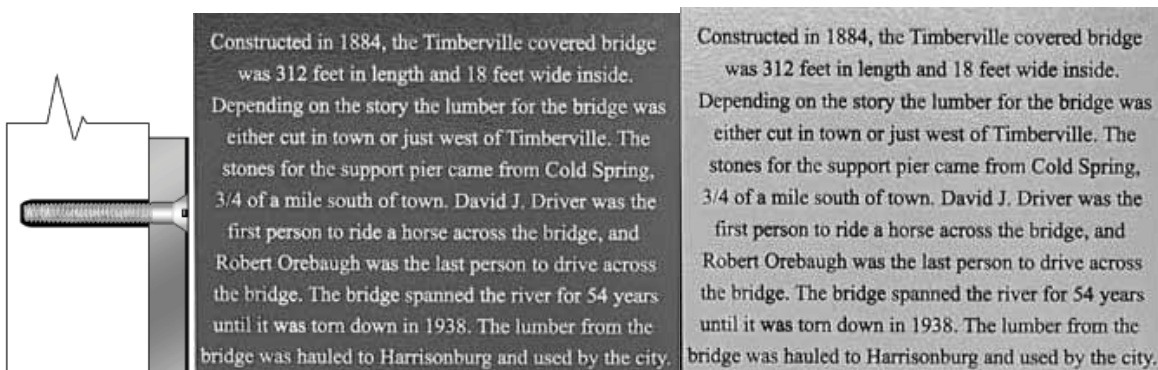 Constructed in 1884, the Timberville covered bridge
was 312 feet in length and 18 feet wide inside.
Depending on the story the lumber for the bridge was
either cut in town or just west of Timberville. The
stones for the support pier came from Cold Spring,
3/4 of a mile south of town. David J. Driver was the
first person to ride a horse across the bridge, and
Robert Orebaugh was the last person to drive across
the bridge. The bridge spanned the river for 54 years
until it was torn down in 1938. The lumber from the
bridge was hauled to Harrisonburg and used by the city.
Constructed in 1884, the Timberville covered bridge
was 312 feet in length and 18 feet wide inside.
Depending on the story the lumber for the bridge was
either cut in town or just west of Timberville. The
stones for the support pier came from Cold Spring,
3/4 of a mile south of town. David J. Driver was the
first person to ride a horse across the bridge, and
Robert Orebaugh was the last person to drive across
the bridge. The bridge spanned the river for 54 years
until it was torn down in 1938. The lumber from the
bridge was hauled to Harrisonburg and used by the city.